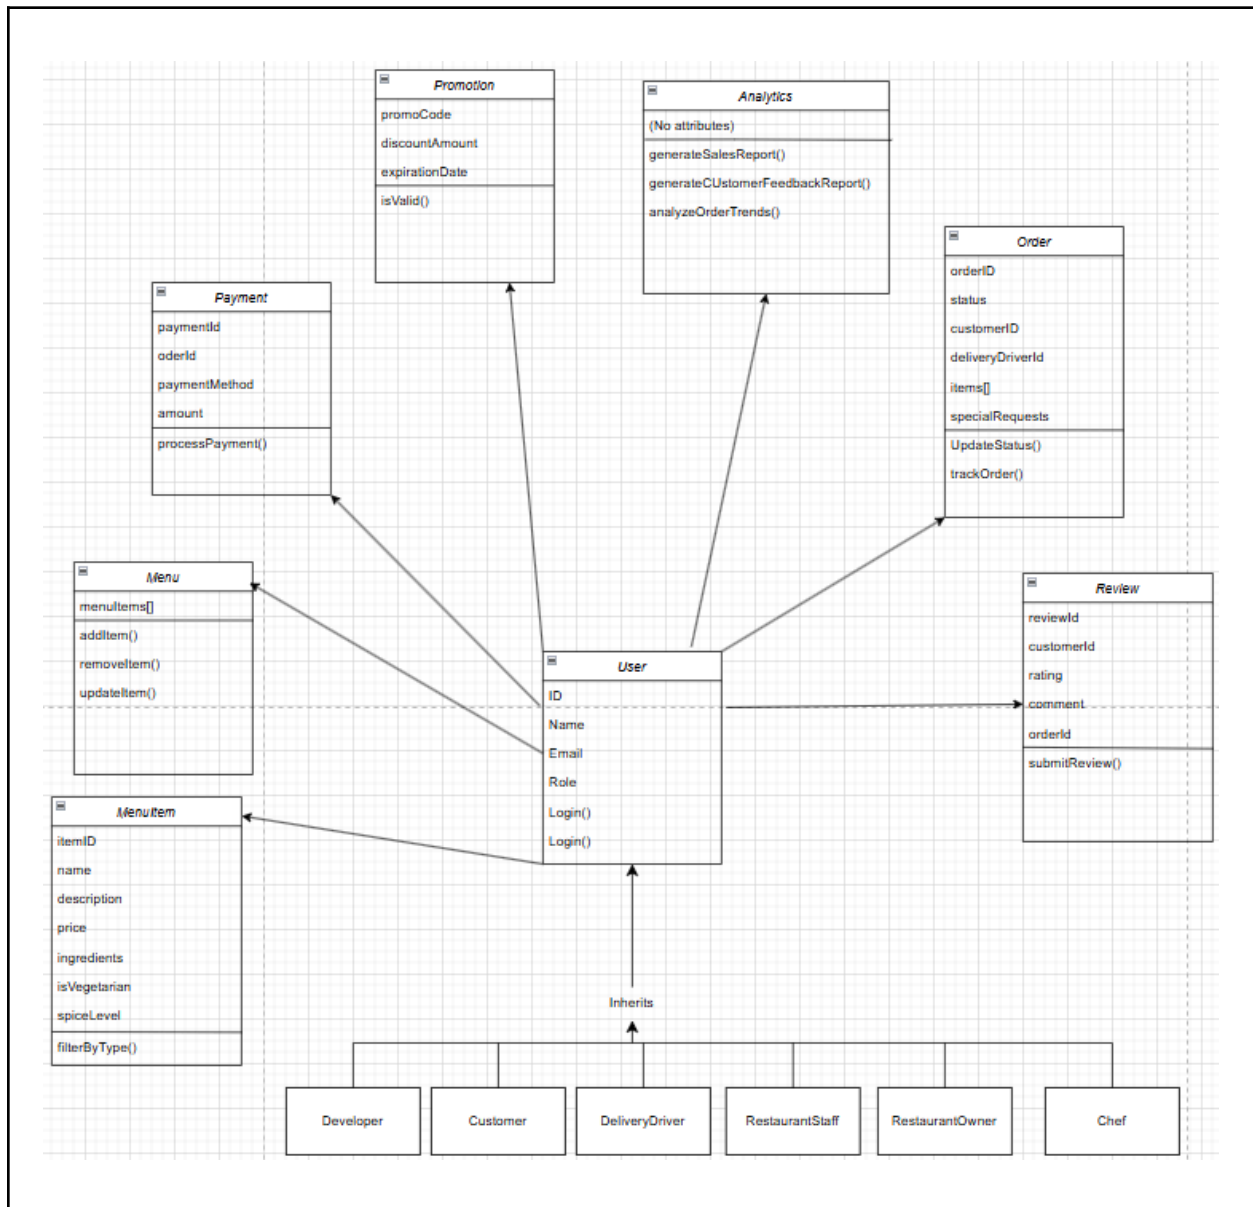 Promotion
promoCode
discountAmount
expirationDate
isValid()
Analytics
(No attributes)
generateSalesReport()
generateCUstomerFeedbackReport()
analyzeOrderTrends()
Order
orderID
status
customerID
deliveryDriverId
items[]
specialRequests
UpdateStatus()
trackOrder()
Payment
paymentId
oderId
paymentMethod
amount
processPayment()
Menu
menuItems[]
addItem()
removeItem()
updateItem()
Review
reviewId
customerId
rating
comment
orderId
submitReview()
User
ID
Name
Email
Role
Login()
Login()
MenuItem
itemID
name
description
price
ingredients
isVegetarian
spiceLevel
filterByType()
Inherits
Developer
Customer
DeliveryDriver
RestaurantStaff
RestaurantOwner
Chef